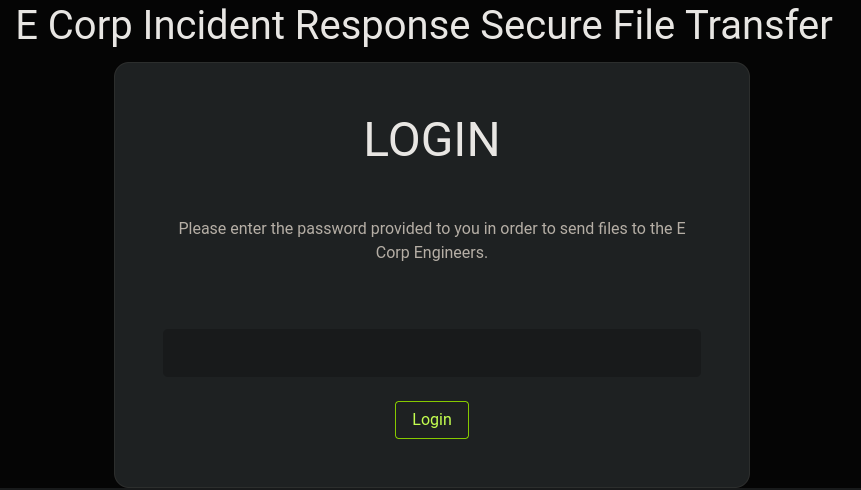 E Corp Incident Response Secure File Transfer
LOGIN
Please enter the password provided to you in order to send files to the E
Corp Engineers.
Login